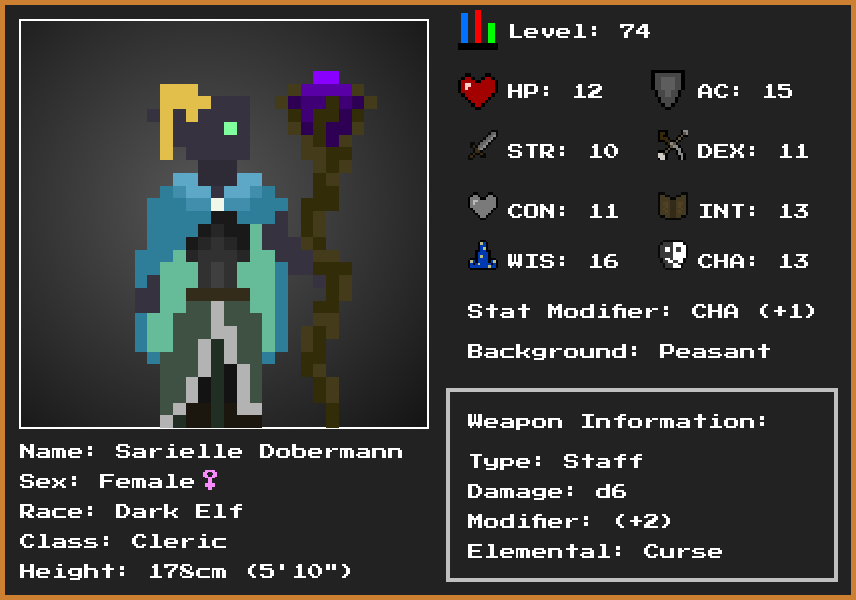 Level: 74
HP: 12
AC: 15
STR: 10
DEX: 11
CON: 11
INT: 13
WIS: 16
CHA: 13
Stat Modifier: CHA (+1)
Background: Peasant
Weapon Information:
Type: Staff
Damage: d6
Modifier: (+2)
Elemental: Curse
Name: Sarielle Dobermann
Sex: Female♀
Race: Dark Elf
Class: Cleric
Height: 178cm (5'10")